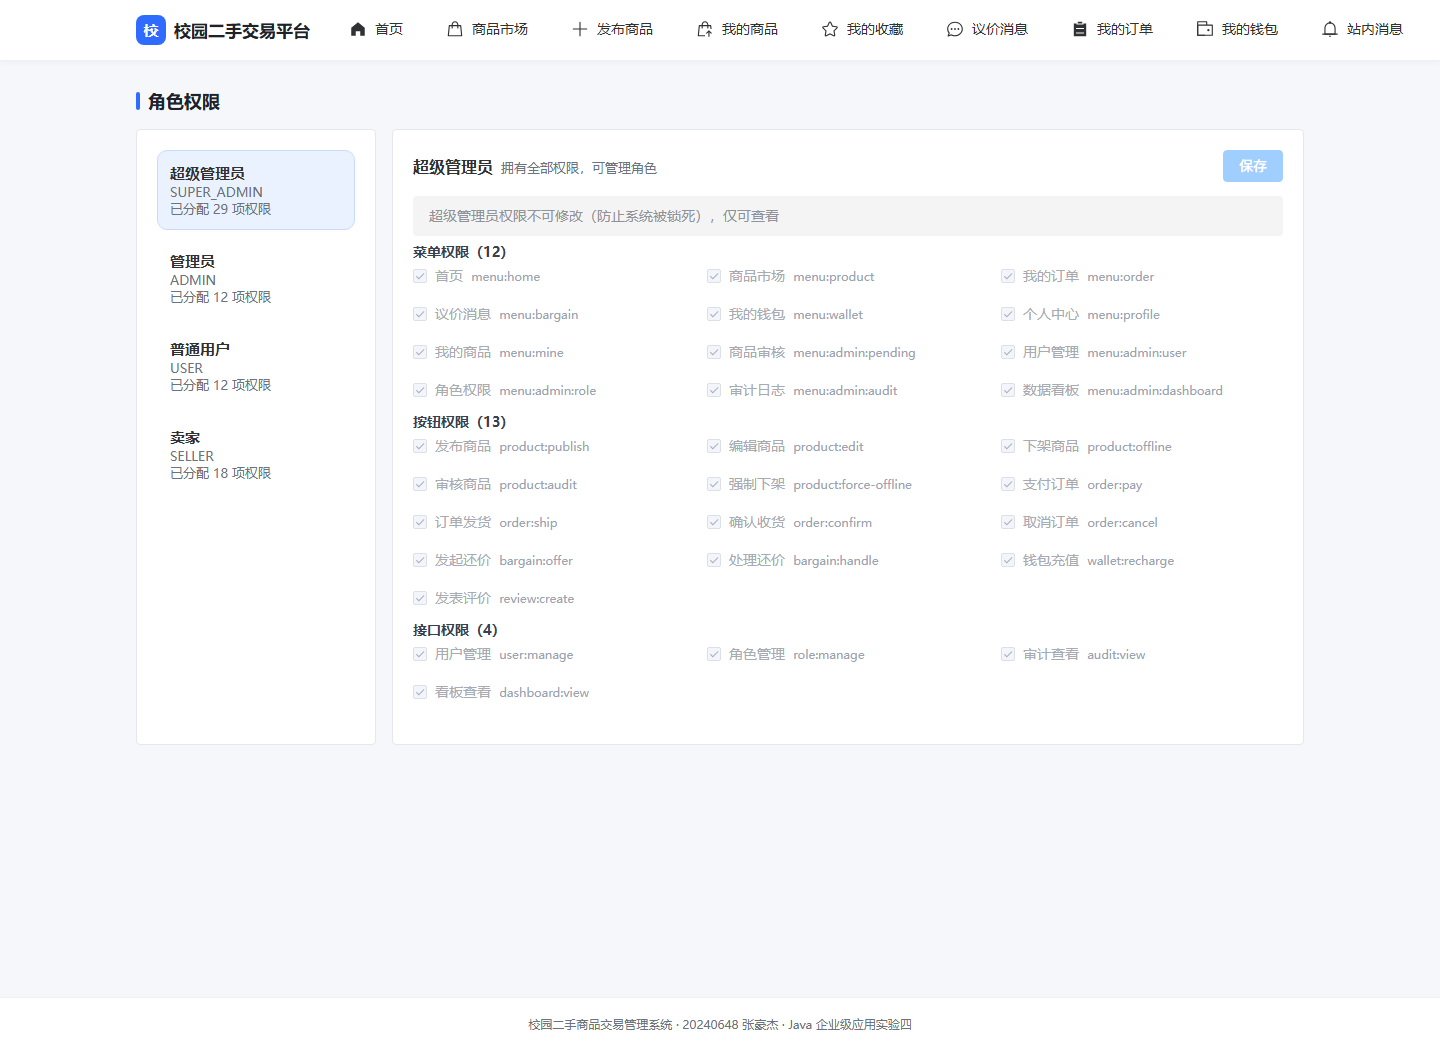 校 校园二手交易平台 首页 商品市场 发布商品 我的商品 我的收藏 议价消息 我的订单 我的钱包 站内消息
角色权限
超级管理员
SUPER_ADMIN
已分配 29 项权限
管理员
ADMIN
已分配 12 项权限
普通用户
USER
已分配 12 项权限
卖家
SELLER
已分配 18 项权限
超级管理员 拥有全部权限，可管理角色 保存
超级管理员权限不可修改（防止系统被锁死），仅可查看
菜单权限（12）
首页 menu:home 商品市场 menu:product 我的订单 menu:order
议价消息 menu:bargain 我的钱包 menu:wallet 个人中心 menu:profile
我的商品 menu:mine 商品审核 menu:admin:pending 用户管理 menu:admin:user
角色权限 menu:admin:role 审计日志 menu:admin:audit 数据看板 menu:admin:dashboard
按钮权限（13）
发布商品 product:publish 编辑商品 product:edit 下架商品 product:offline
审核商品 product:audit 强制下架 product:force-offline 支付订单 order:pay
订单发货 order:ship 确认收货 order:confirm 取消订单 order:cancel
发起还价 bargain:offer 处理还价 bargain:handle 钱包充值 wallet:recharge
发表评价 review:create
接口权限（4）
用户管理 user:manage 角色管理 role:manage 审计查看 audit:view
看板查看 dashboard:view
校园二手商品交易管理系统 · 20240648 张豪杰 · Java 企业级应用实验四